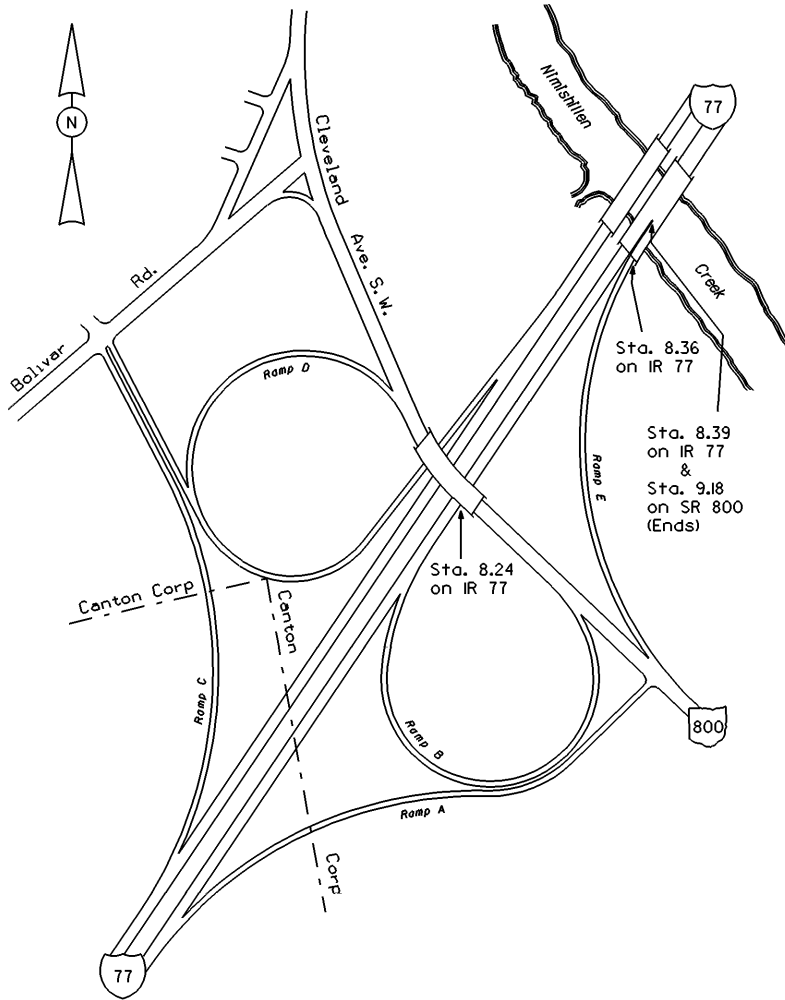 N
Cleveland Ave. S.W.
Nimishillen
Creek
77
Bolivar Rd.
Ramp D
Sta. 8.36
on IR 77
Sta. 8.39
on IR 77
&
Sta. 9.18
on SR 800
(Ends)
Ramp E
Sta. 8.24
on IR 77
Canton Corp
Canton
Corp
Ramp C
Ramp B
Ramp A
800
77